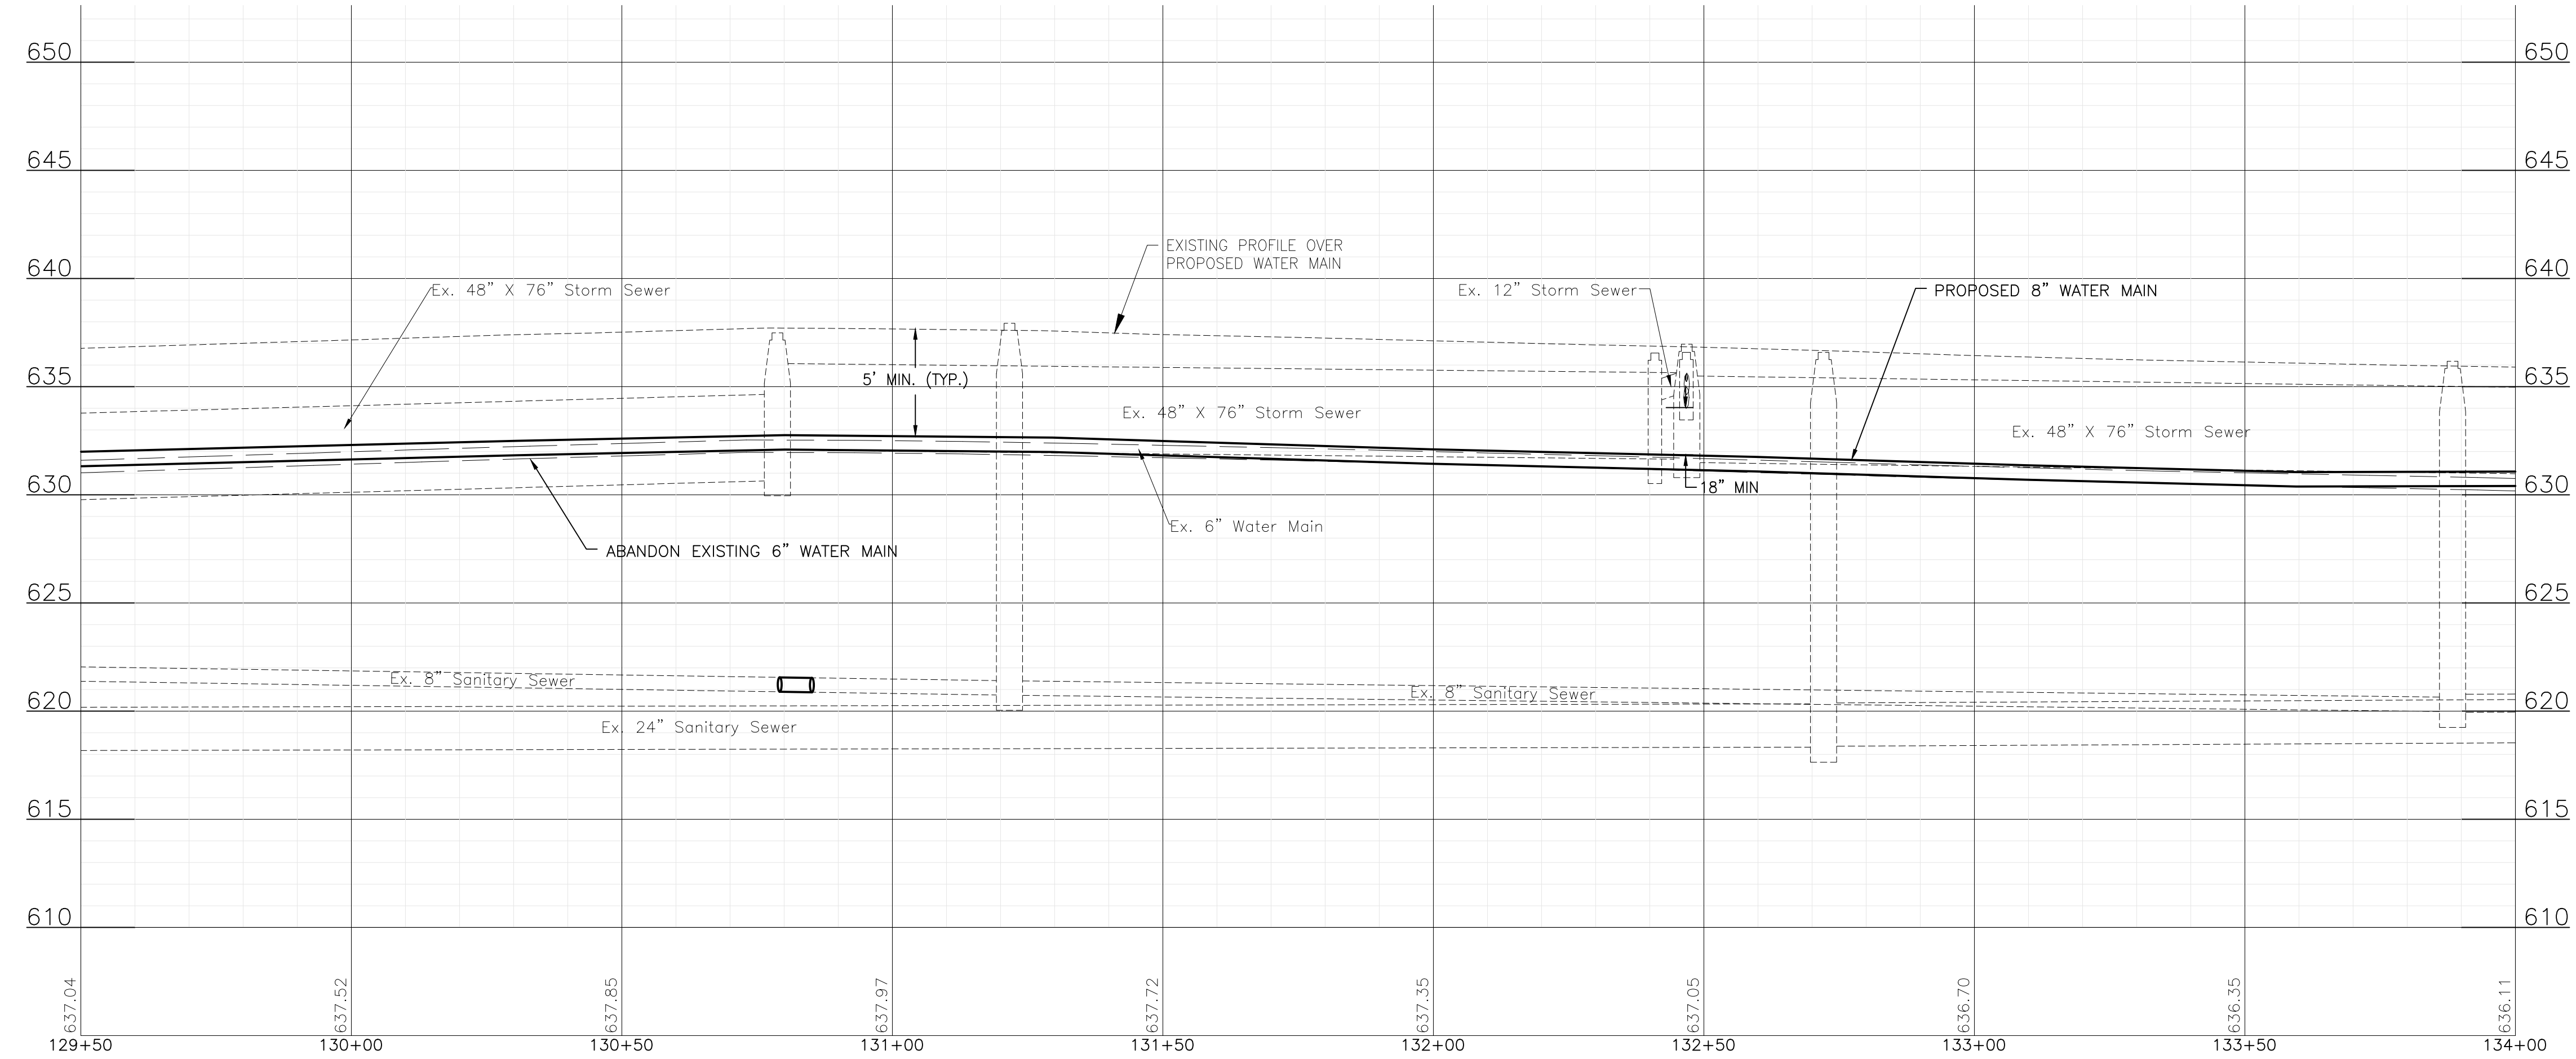 650
650
645
645
EXISTING PROFILE OVER
PROPOSED WATER MAIN
640
640
Ex. 48" X 76" Storm Sewer
Ex. 12" Storm Sewer
PROPOSED 8" WATER MAIN
5' MIN. (TYP.)
635
635
Ex. 48" X 76" Storm Sewer
Ex. 48" X 76" Storm Sewer
630
630
18" MIN
Ex. 6" Water Main
ABANDON EXISTING 6" WATER MAIN
625
625
Ex. 8" Sanitary Sewer
Ex. 8" Sanitary Sewer
620
620
Ex. 24" Sanitary Sewer
615
615
610
610
637.04
637.52
637.85
637.97
637.72
637.35
637.05
636.70
636.35
636.11
129+50
130+00
130+50
131+00
131+50
132+00
132+50
133+00
133+50
134+00